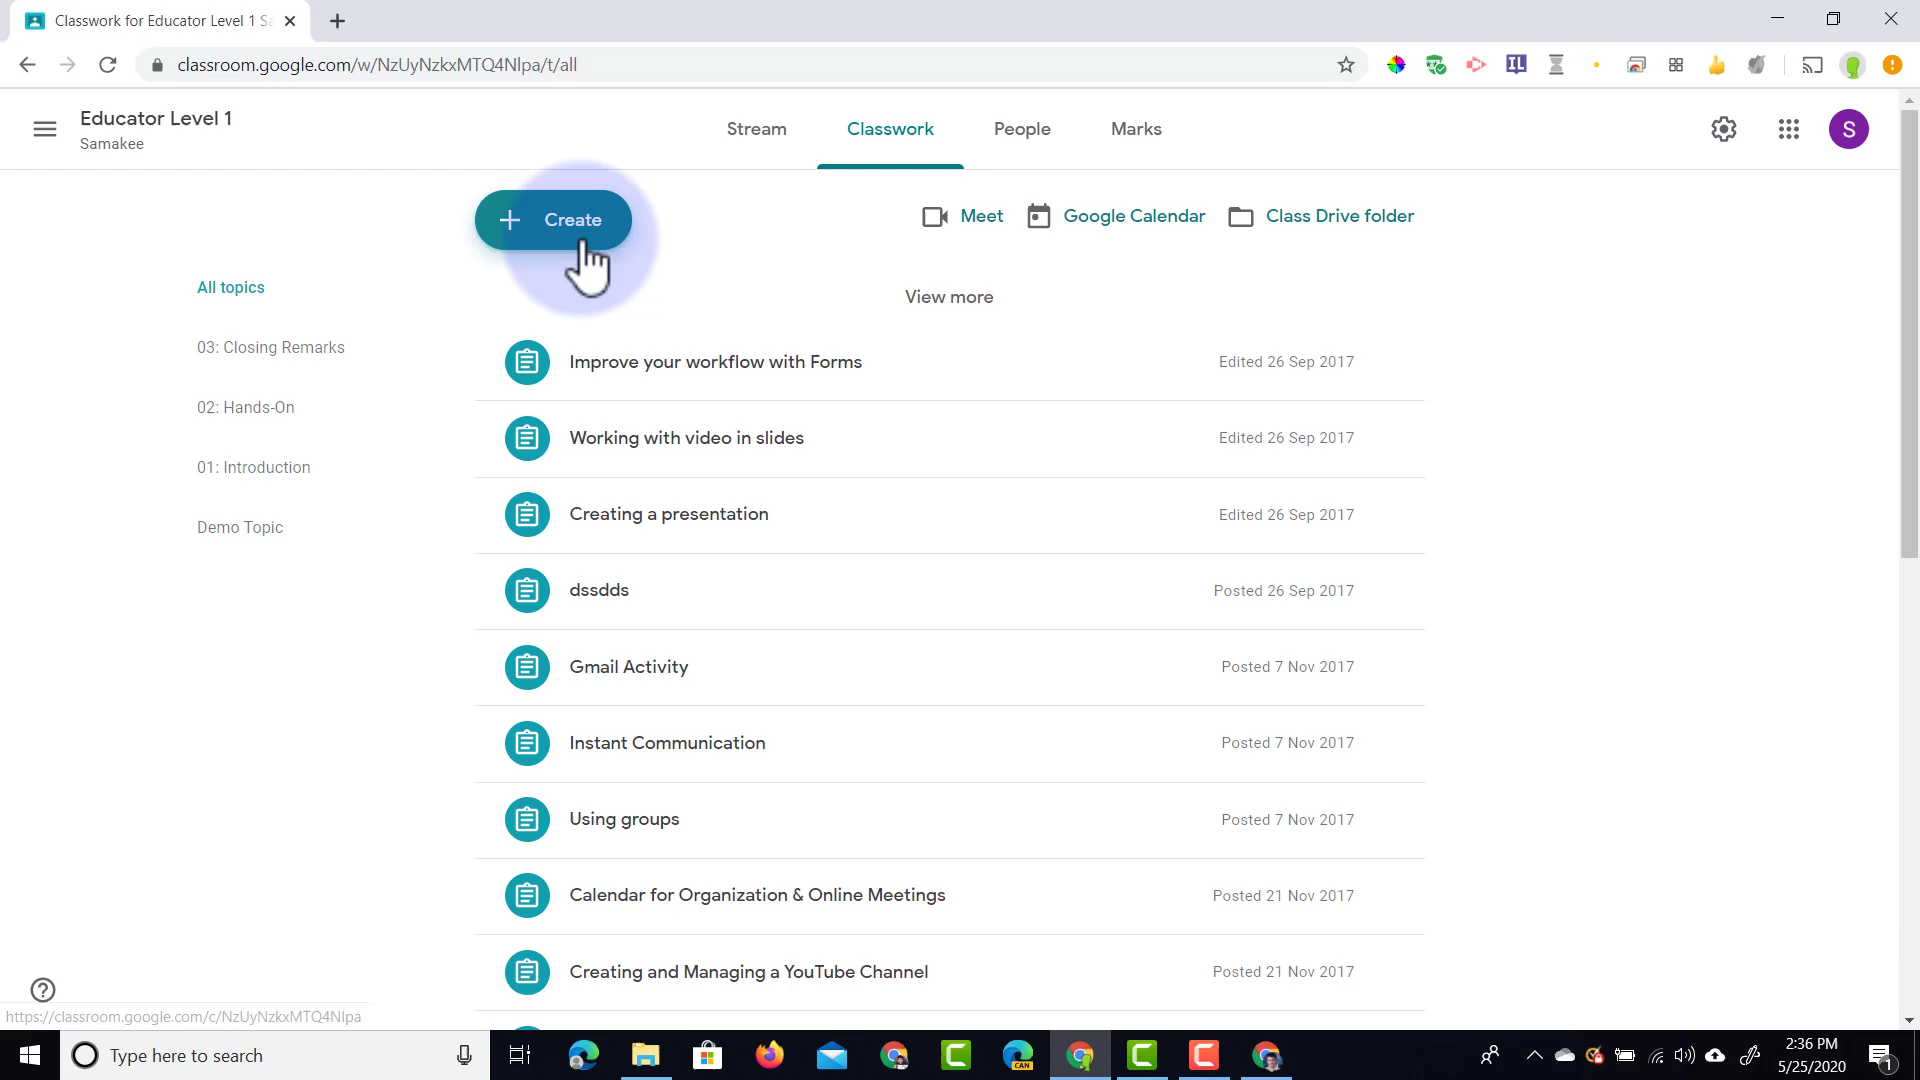 Classwork for Educator Level 1 Sa
classroom.google.com/w/NzUyNzkxMTQ4NIpa/t/all
IL
Educator Level 1
Samakee
Stream
Classwork
People
Marks
S
Create
Meet
Google Calendar
Class Drive folder
All topics
03: Closing Remarks
02: Hands-On
01: Introduction
Demo Topic
View more
Improve your workflow with Forms
Edited 26 Sep 2017
Working with video in slides
Edited 26 Sep 2017
Creating a presentation
Edited 26 Sep 2017
dssdds
Posted 26 Sep 2017
Gmail Activity
Posted 7 Nov 2017
Instant Communication
Posted 7 Nov 2017
Using groups
Posted 7 Nov 2017
Calendar for Organization & Online Meetings
Posted 21 Nov 2017
Creating and Managing a YouTube Channel
Posted 21 Nov 2017
https://classroom.google.com/c/NzUyNzkxMTQ4NIpa
Type here to search
CAN
2:36 PM
5/25/2020
1